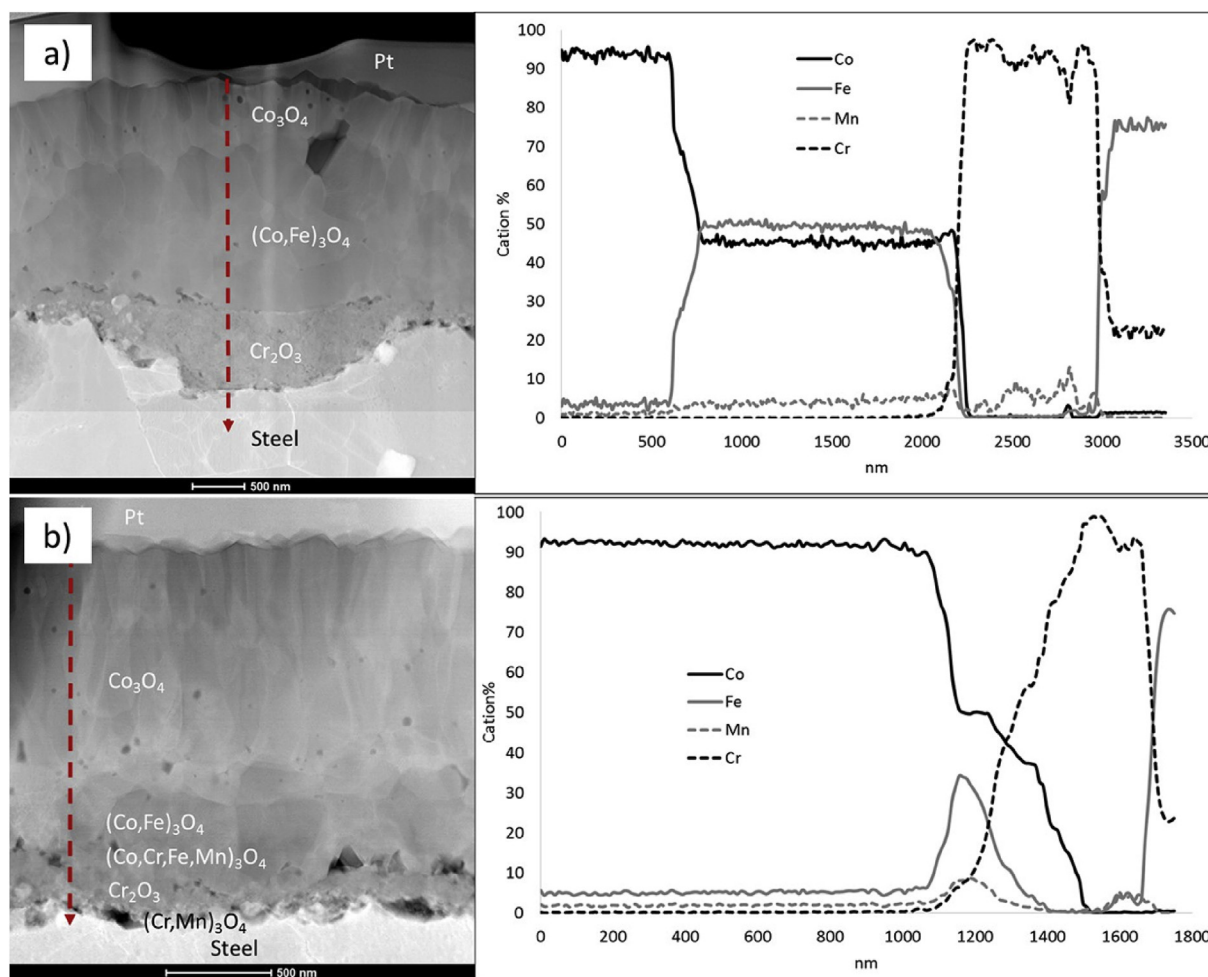 a)
Pt
Co₃O₄
(Co,Fe)₃O₄
Cr₂O₃
Steel
500 nm
100
90
80
70
60
50
40
30
20
10
0
Cation %
Co
Fe
Mn
Cr
0 500 1000 1500 2000 2500 3000 3500
nm
b)
Pt
Co₃O₄
(Co,Fe)₃O₄
(Co,Cr,Fe,Mn)₃O₄
Cr₂O₃
(Cr,Mn)₃O₄
Steel
500 nm
100
90
80
70
60
50
40
30
20
10
0
Cation%
Co
Fe
Mn
Cr
0 200 400 600 800 1000 1200 1400 1600 1800
nm